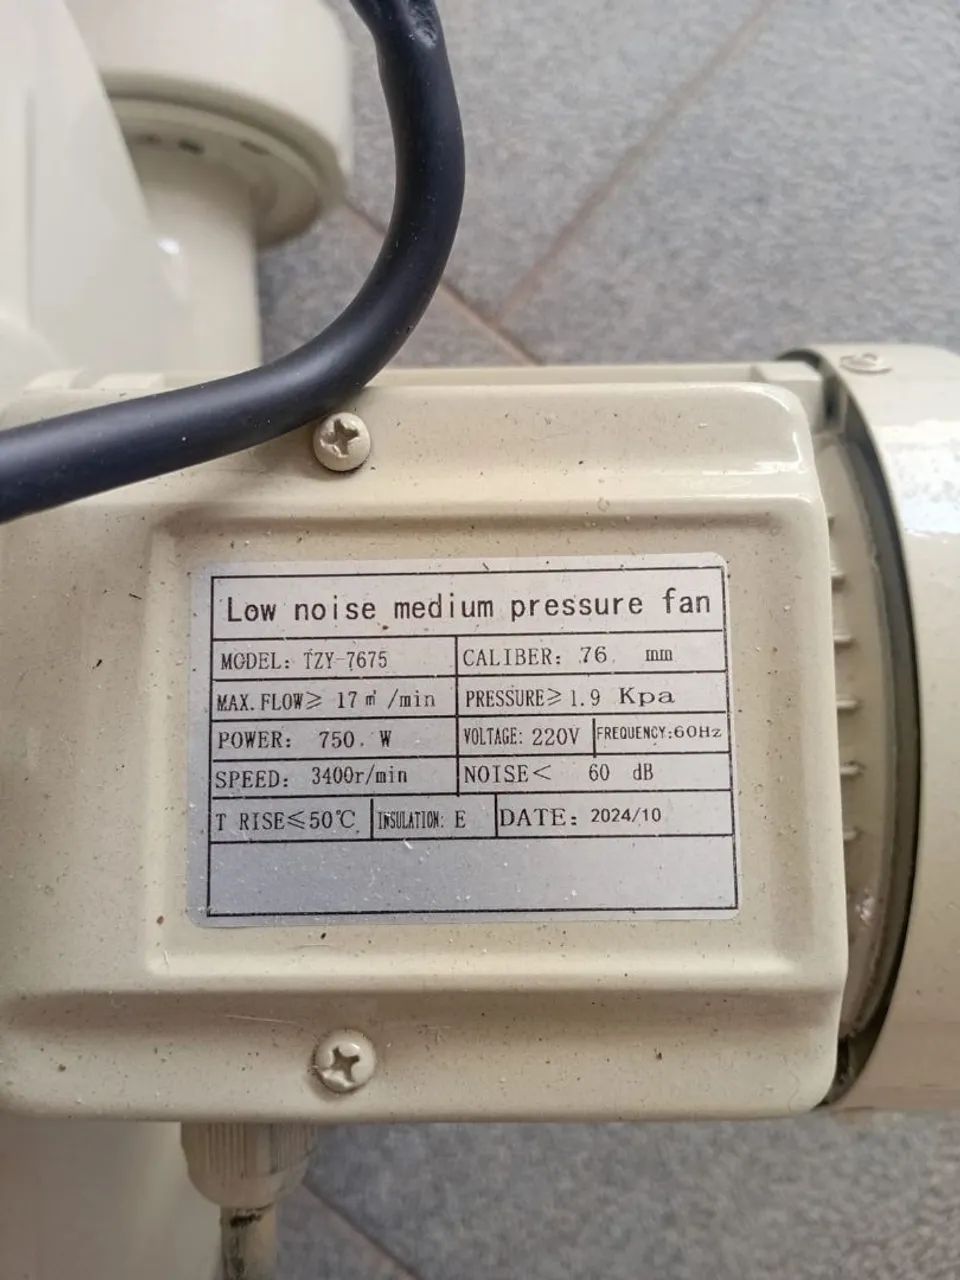 Low noise medium pressure fan
MODEL: TZY-7675 CALIBER: 76. mm
MAX. FLOW≥ 17 m³ /min PRESSURE≥ 1.9 Kpa
POWER: 750. W VOLTAGE: 220V FREQUENCY:60Hz
SPEED: 3400r/min NOISE< 60 dB
T RISE≤50℃ INSULATION: E DATE: 2024/10